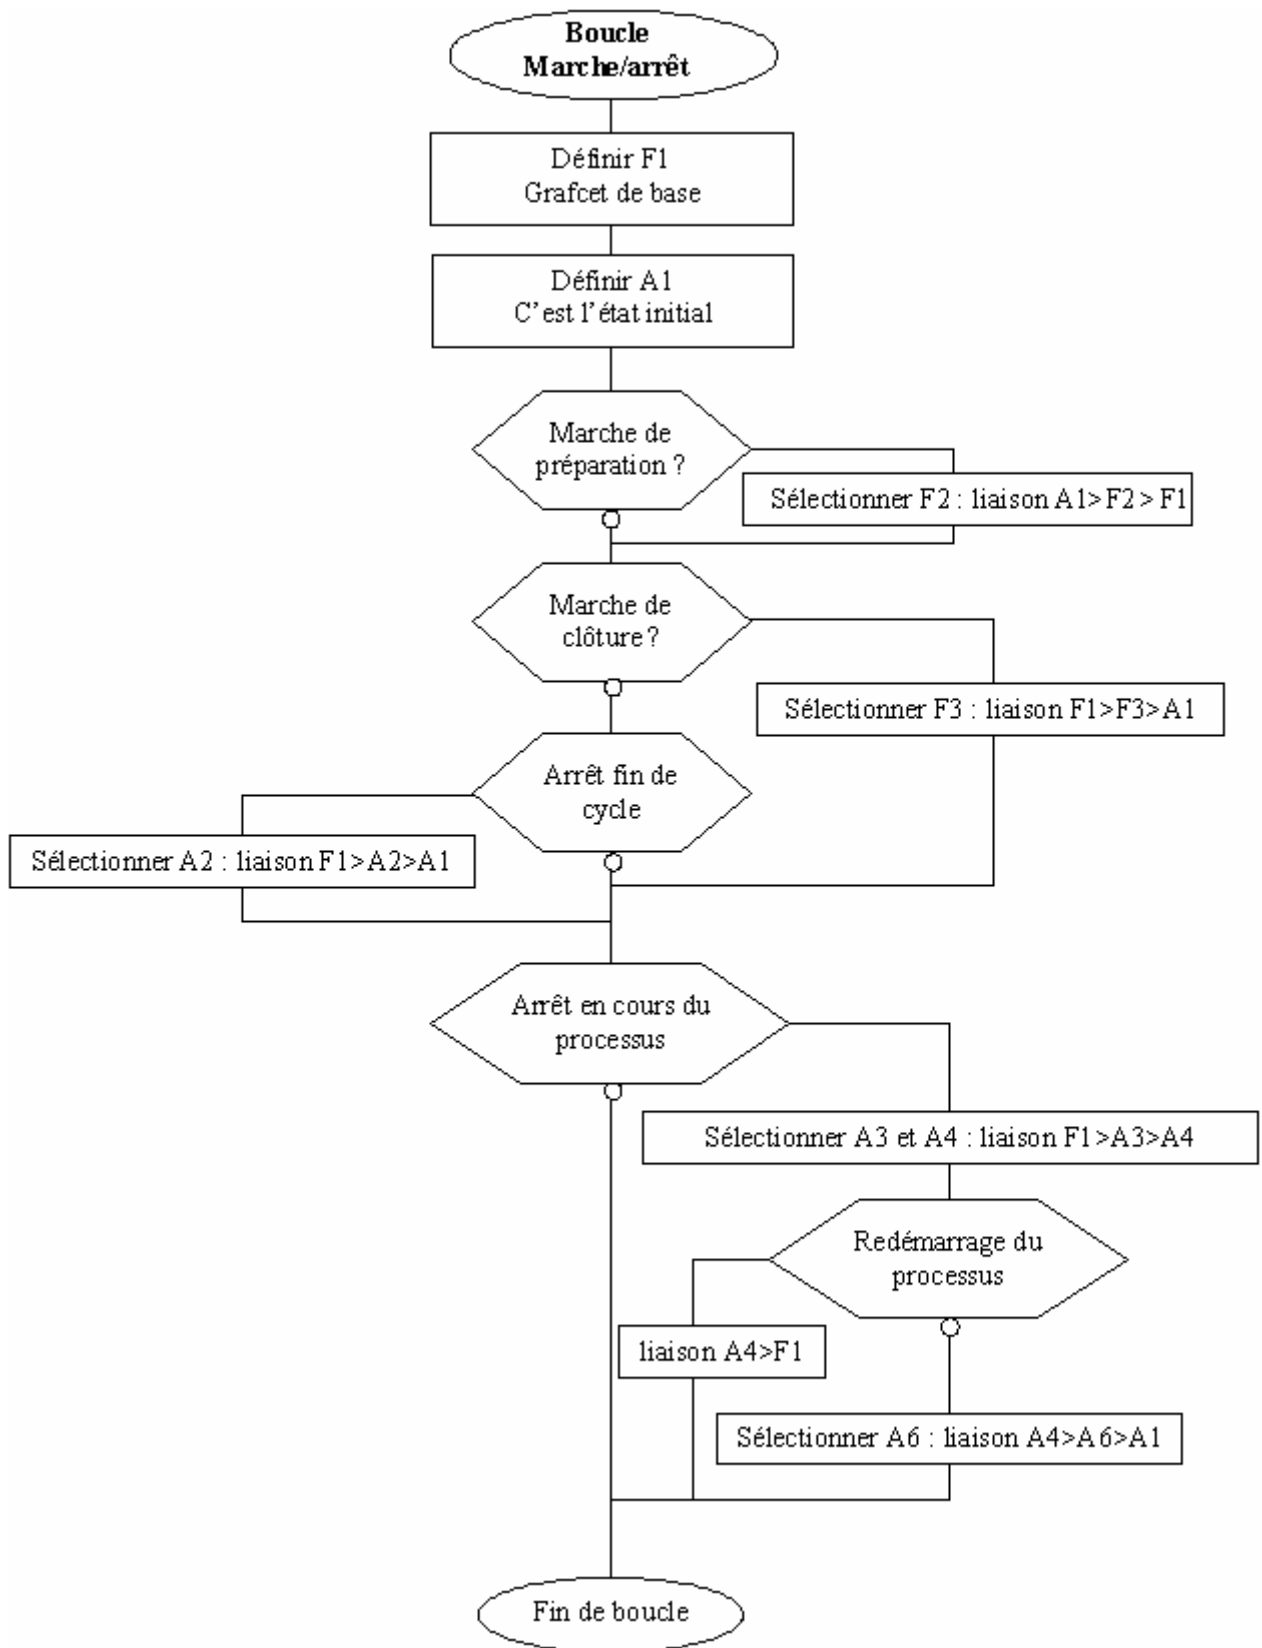 Boucle
Marche/arrêt
Définir F1
Grafcet de base
Définir A1
C'est l'état initial
Marche de
préparation ?
Sélectionner F2 : liaison A1>F2> F1
Marche de
clôture ?
Sélectionner F3 : liaison F1>F3>A1
Arrêt fin de
cycle
Sélectionner A2 : liaison F1>A2>A1
Arrêt en cours du
processus
Sélectionner A3 et A4 : liaison F1>A3>A4
Redémarrage du
processus
liaison A4>F1
Sélectionner A6 : liaison A4>A6>A1
Fin de boucle